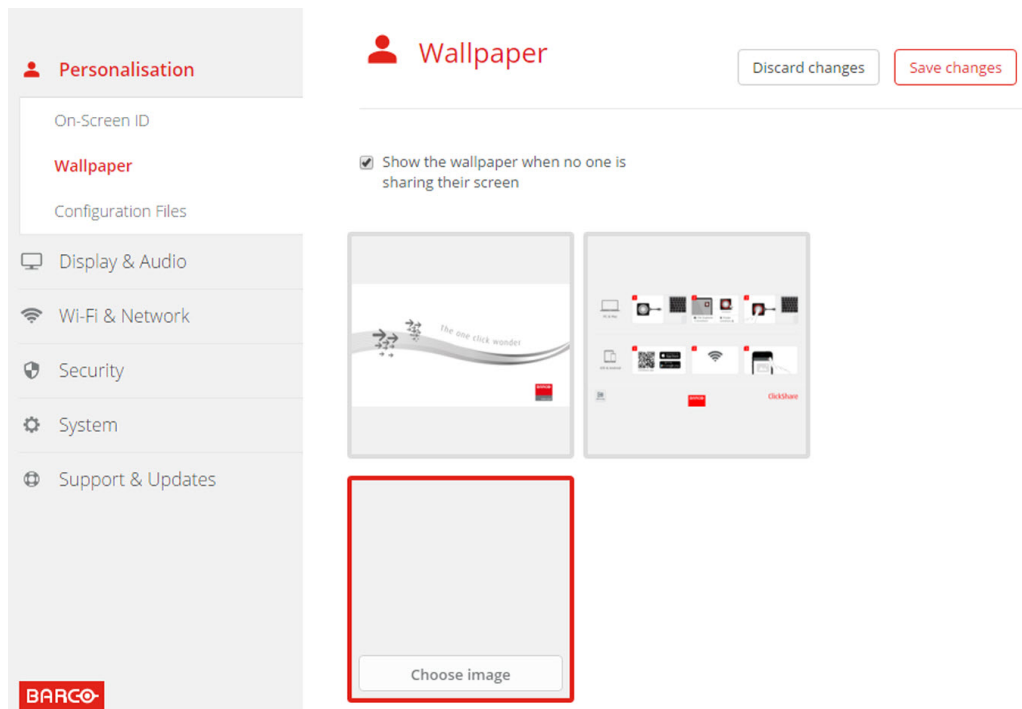 Personalisation
On-Screen ID
Wallpaper
Configuration Files
Display & Audio
Wi-Fi & Network
Security
System
Support & Updates
BARCO
Wallpaper
Discard changes
Save changes
Show the wallpaper when no one is
sharing their screen
the one click wonder
BARCO
ClickShare
Choose image